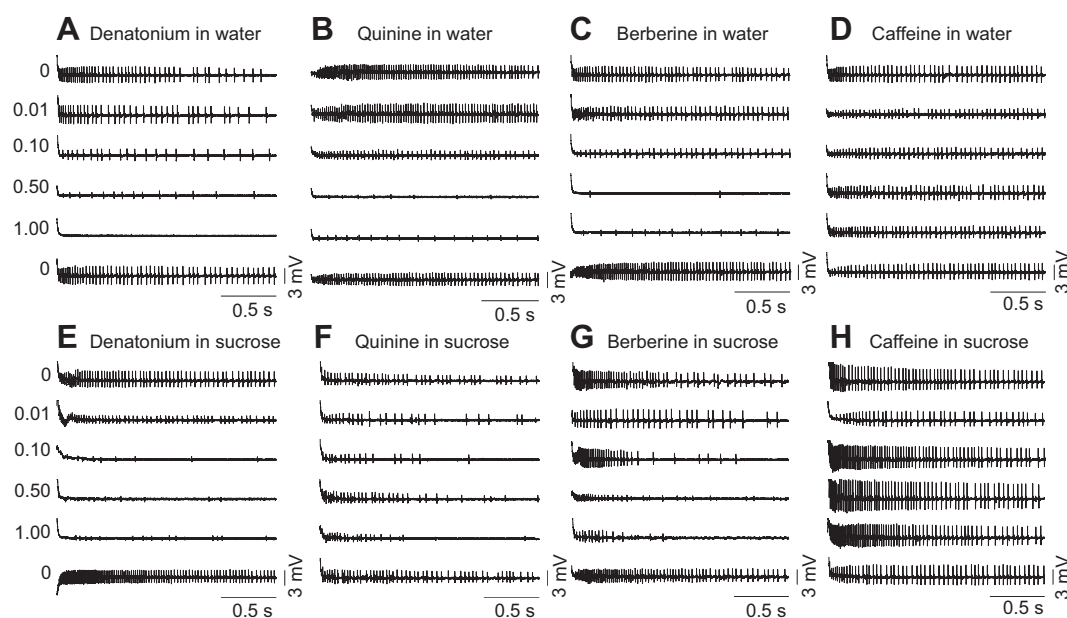 A Denatonium in water
B Quinine in water
C Berberine in water
D Caffeine in water
0
0.01
0.10
0.50
1.00
0
3 mV
3 mV
3 mV
3 mV
0.5 s
0.5 s
0.5 s
0.5 s
E Denatonium in sucrose
F Quinine in sucrose
G Berberine in sucrose
H Caffeine in sucrose
0
0.01
0.10
0.50
1.00
0
3 mV
3 mV
3 mV
3 mV
0.5 s
0.5 s
0.5 s
0.5 s